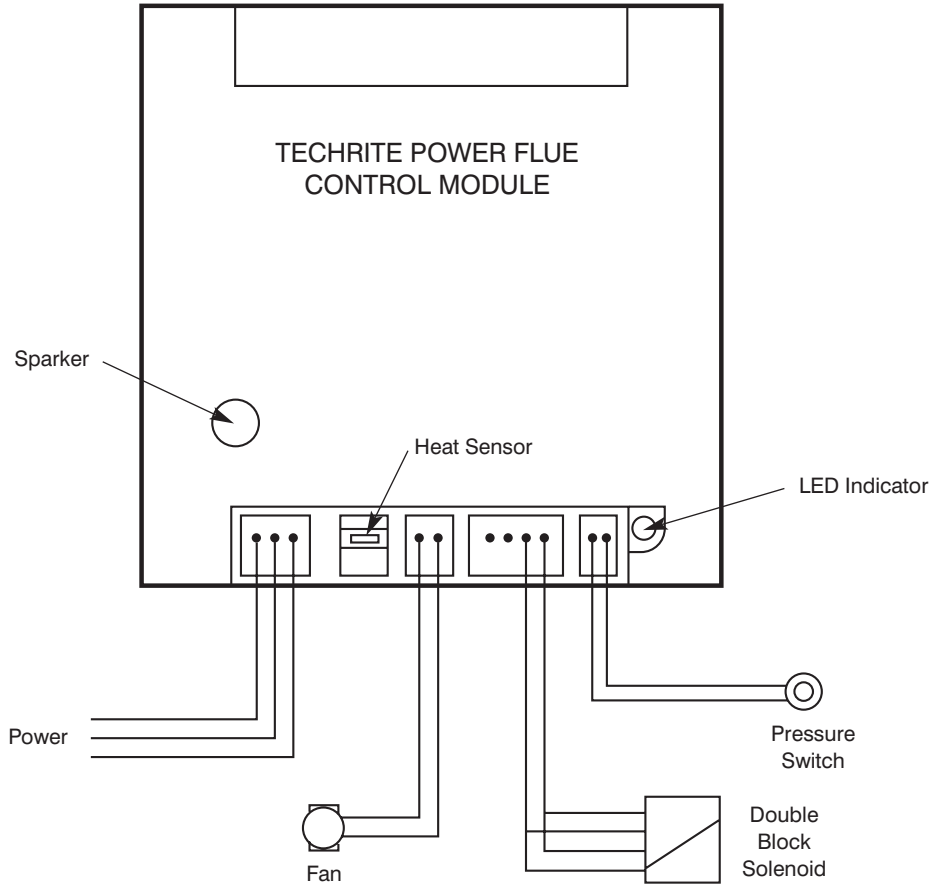 TECHRITE POWER FLUE
CONTROL MODULE
Sparker
Heat Sensor
LED Indicator
Power
Pressure
Switch
Fan
Double
Block
Solenoid